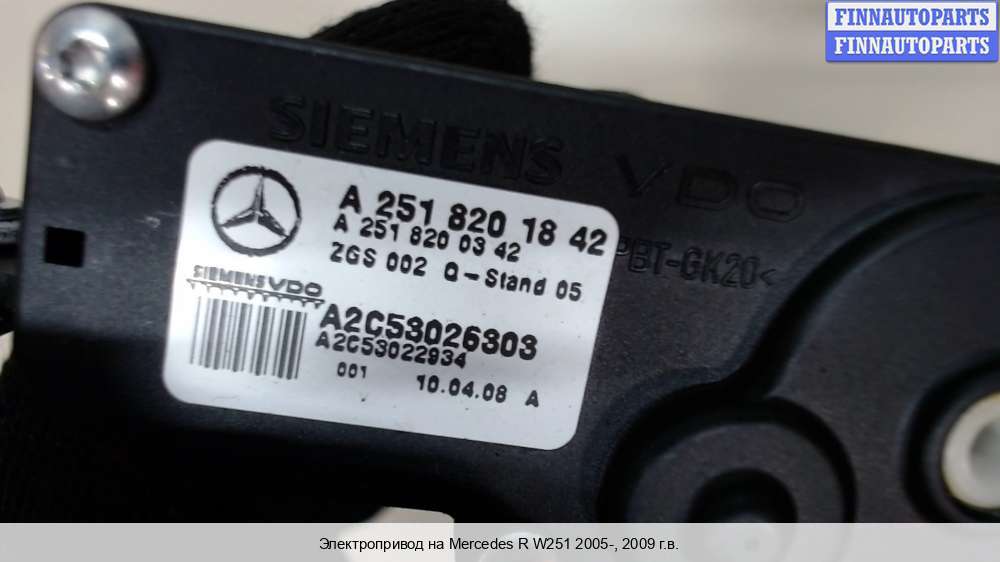 FINNAUTOPARTS
FINNAUTOPARTS
SIEMENS VDO
A 251 820 18 42
A 251 820 03 42
ZGS 002 Q-Stand 05
PBT-GK20<
SIEMENS VDO
A2C53026303
A2C53022934
001 10.04.08 A
Электропривод на Mercedes R W251 2005-, 2009 г.в.